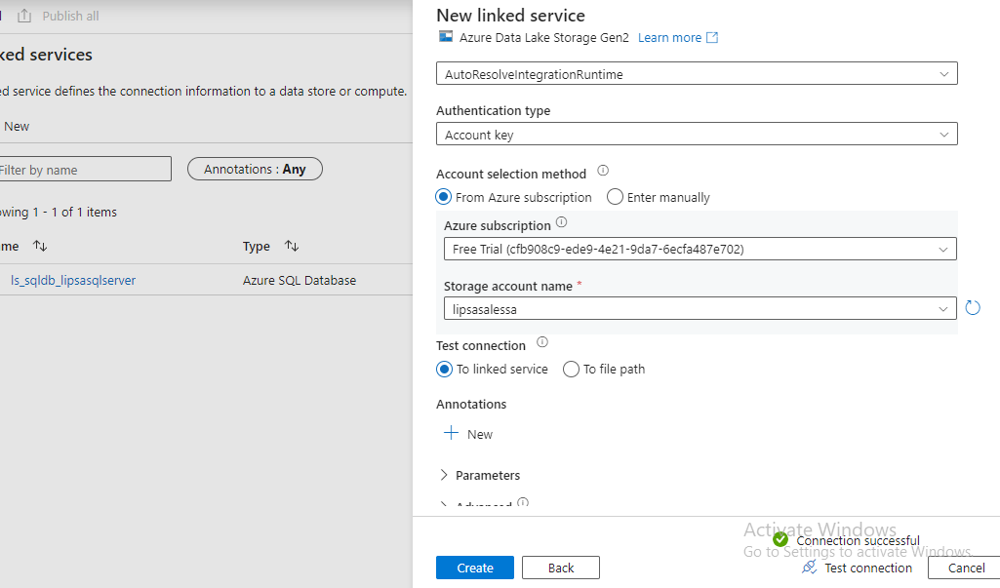 Publish all
ked services
ed service defines the connection information to a data store or compute.
New
Filter by name
Annotations : Any
owing 1 - 1 of 1 items
me
Type
ls_sqldb_lipsasqlserver
Azure SQL Database
New linked service
Azure Data Lake Storage Gen2 Learn more
AutoResolveIntegrationRuntime
Authentication type
Account key
Account selection method
From Azure subscription
Enter manually
Azure subscription
Free Trial (cfb908c9-ede9-4e21-9da7-6ecfa487e702)
Storage account name *
lipsasalessa
Test connection
To linked service
To file path
Annotations
New
Parameters
Advanced
Activate Windows
Connection successful
Go to Settings to activate Windows.
Create
Back
Test connection
Cancel